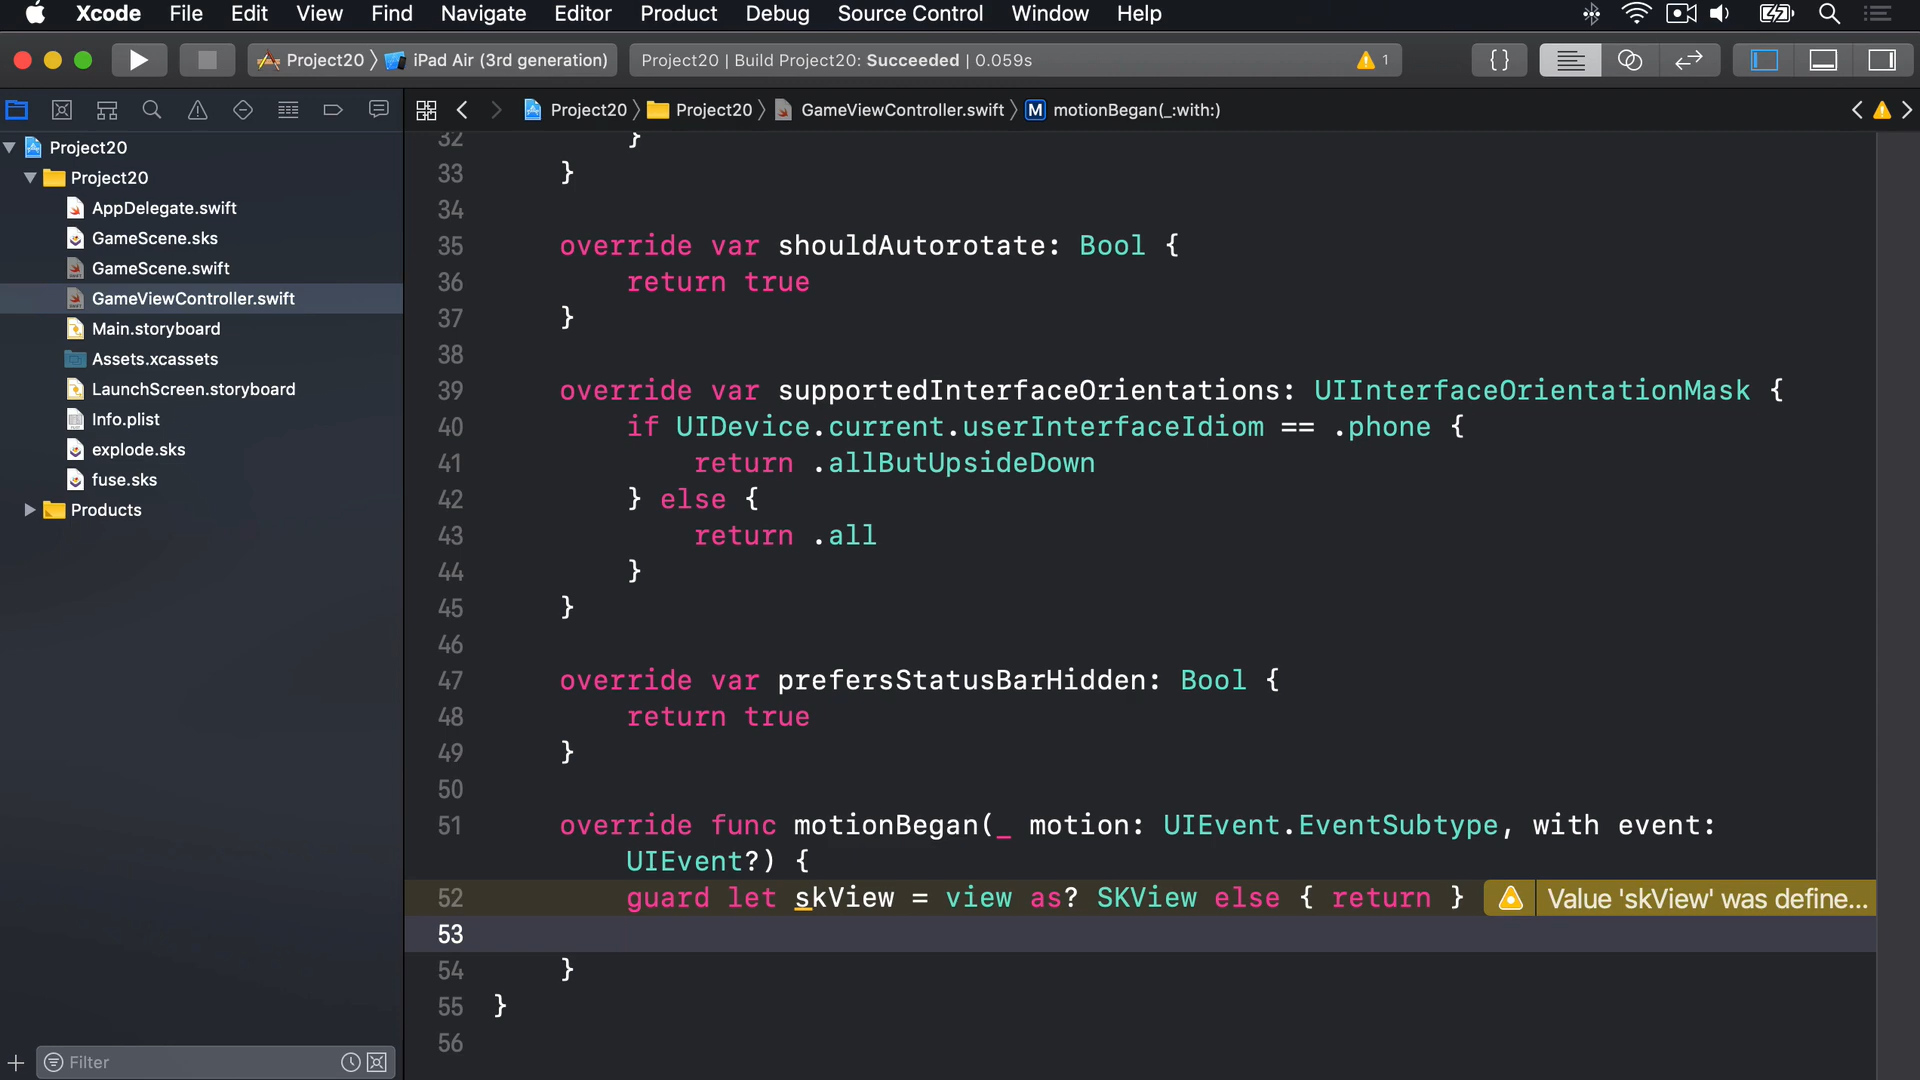 Xcode File Edit View Find Navigate Editor Product Debug Source Control Window Help
Project20 iPad Air (3rd generation) Project20 | Build Project20: Succeeded | 0.059s 1 {}
Project20 Project20 GameViewController.swift M motionBegan(_:with:)
Project20
Project20
AppDelegate.swift
GameScene.sks
GameScene.swift
GameViewController.swift
Main.storyboard
Assets.xcassets
LaunchScreen.storyboard
Info.plist
explode.sks
fuse.sks
Products
Filter
32 }
33 }
34
35 override var shouldAutorotate: Bool {
36 return true
37 }
38
39 override var supportedInterfaceOrientations: UIInterfaceOrientationMask {
40 if UIDevice.current.userInterfaceIdiom == .phone {
41 return .allButUpsideDown
42 } else {
43 return .all
44 }
45 }
46
47 override var prefersStatusBarHidden: Bool {
48 return true
49 }
50
51 override func motionBegan(_ motion: UIEvent.EventSubtype, with event:
UIEvent?) {
52 guard let skView = view as? SKView else { return } Value 'skView' was define...
53
54 }
55 }
56